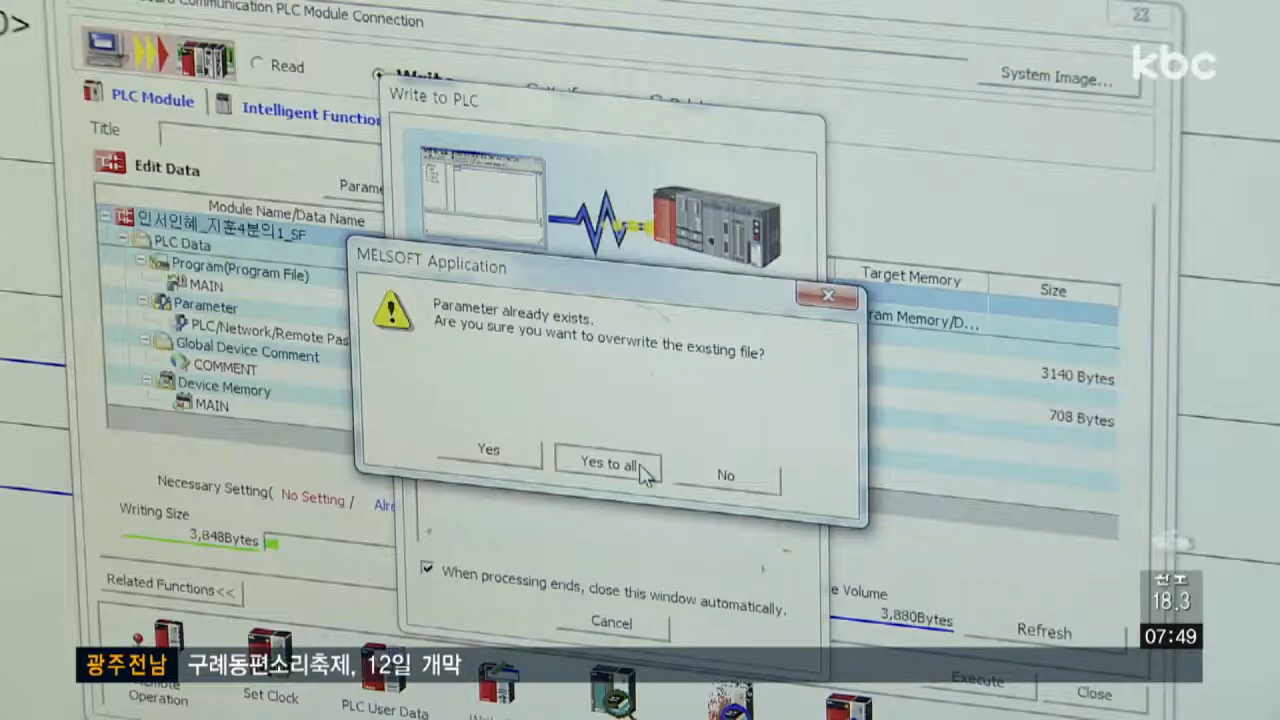 Communication PLC Module Connection
kbc
Read
System Image...
Write to PLC
PLC Module
Intelligent Function
Title
Edit Data
Module Name/Data Name
Target Memory
Size
인서인혜_지훈4분의1_SF
PLC Data
Program(Program File)
MAIN
Parameter
PLC/Network/Remote Pas
Global Device Comment
COMMENT
Device Memory
MAIN
MELSOFT Application
Parameter already exists.
Are you sure you want to overwrite the existing file?
Yes
Yes to all
No
3140 Bytes
708 Bytes
Necessary Setting( No Setting /
Writing Size
3,848Bytes
When processing ends, close this window automatically.
Cancel
Volume
3,880Bytes
Refresh
Related Functions<<
18.3
07:49
광주전남 구례동편소리축제, 12일 개막
Execute
Close
Operation
Set Clock
PLC User Data